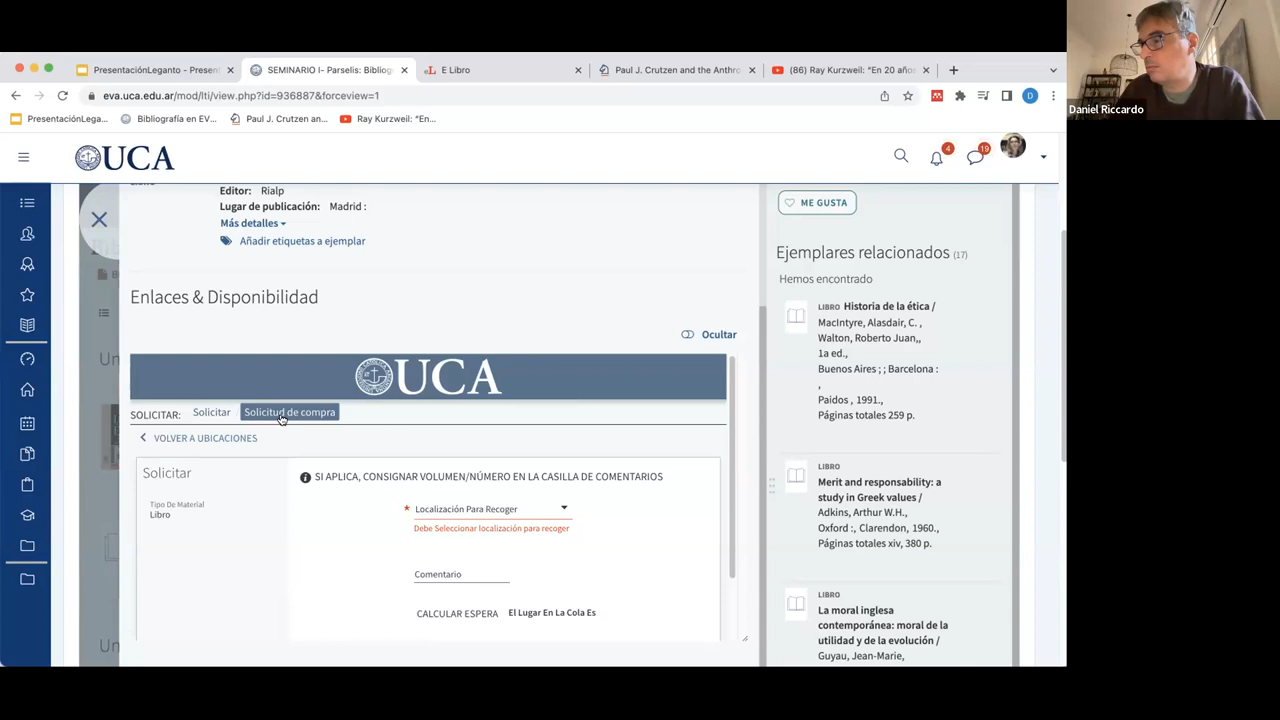 PresentaciónLeganto - Present
SEMINARIO I- Parselis: Bibliog
E Libro
Paul J. Crutzen and the Anthro
(86) Ray Kurzweil: "En 20 años
eva.uca.edu.ar/mod/lti/view.php?id=936887&forceview=1
D
PresentaciónLega...
Bibliografía en EV...
Paul J. Crutzen an...
Ray Kurzweil: "En...
Daniel Riccardo
UCA
4
19
Editor: Rialp
Lugar de publicación: Madrid :
Más detalles
Añadir etiquetas a ejemplar
Enlaces & Disponibilidad
Ocultar
UCA
SOLICITAR: Solicitar Solicitud de compra
VOLVER A UBICACIONES
Solicitar
Tipo De Material
Libro
SI APLICA, CONSIGNAR VOLUMEN/NÚMERO EN LA CASILLA DE COMENTARIOS
* Localización Para Recoger
Debe Seleccionar localización para recoger
Comentario
CALCULAR ESPERA El Lugar En La Cola Es
ME GUSTA
Ejemplares relacionados (17)
Hemos encontrado
LIBRO Historia de la ética /
MacIntyre, Alasdair, C. ,
Walton, Roberto Juan,,
1a ed.,
Buenos Aires ; ; Barcelona :
,
Paidos , 1991.,
Páginas totales 259 p.
LIBRO
Merit and responsability: a
study in Greek values /
Adkins, Arthur W.H.,
Oxford :, Clarendon, 1960.,
Páginas totales xiv, 380 p.
LIBRO
La moral inglesa
contemporánea: moral de la
utilidad y de la evolución /
Guyau, Jean-Marie,